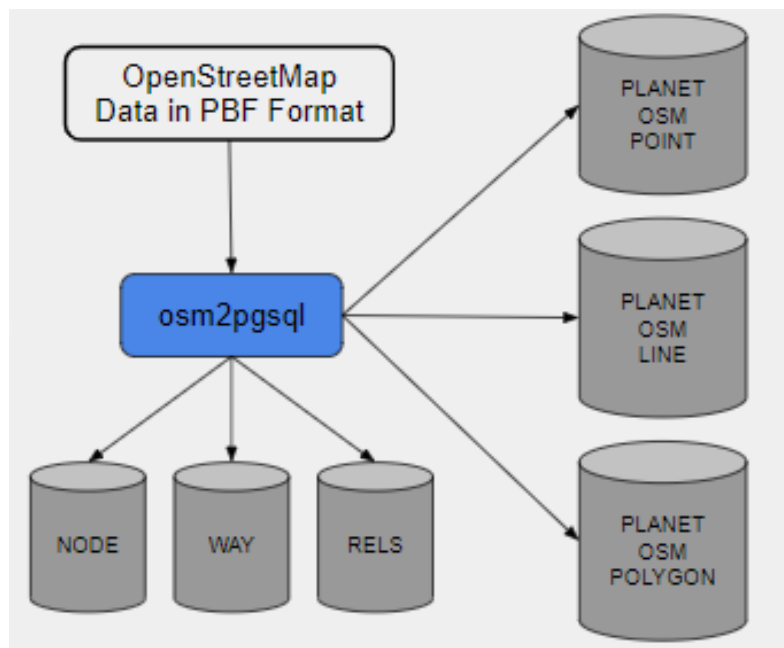 OpenStreetMap
Data in PBF Format
osm2pgsql
NODE
WAY
RELS
PLANET
OSM
POINT
PLANET
OSM
LINE
PLANET
OSM
POLYGON